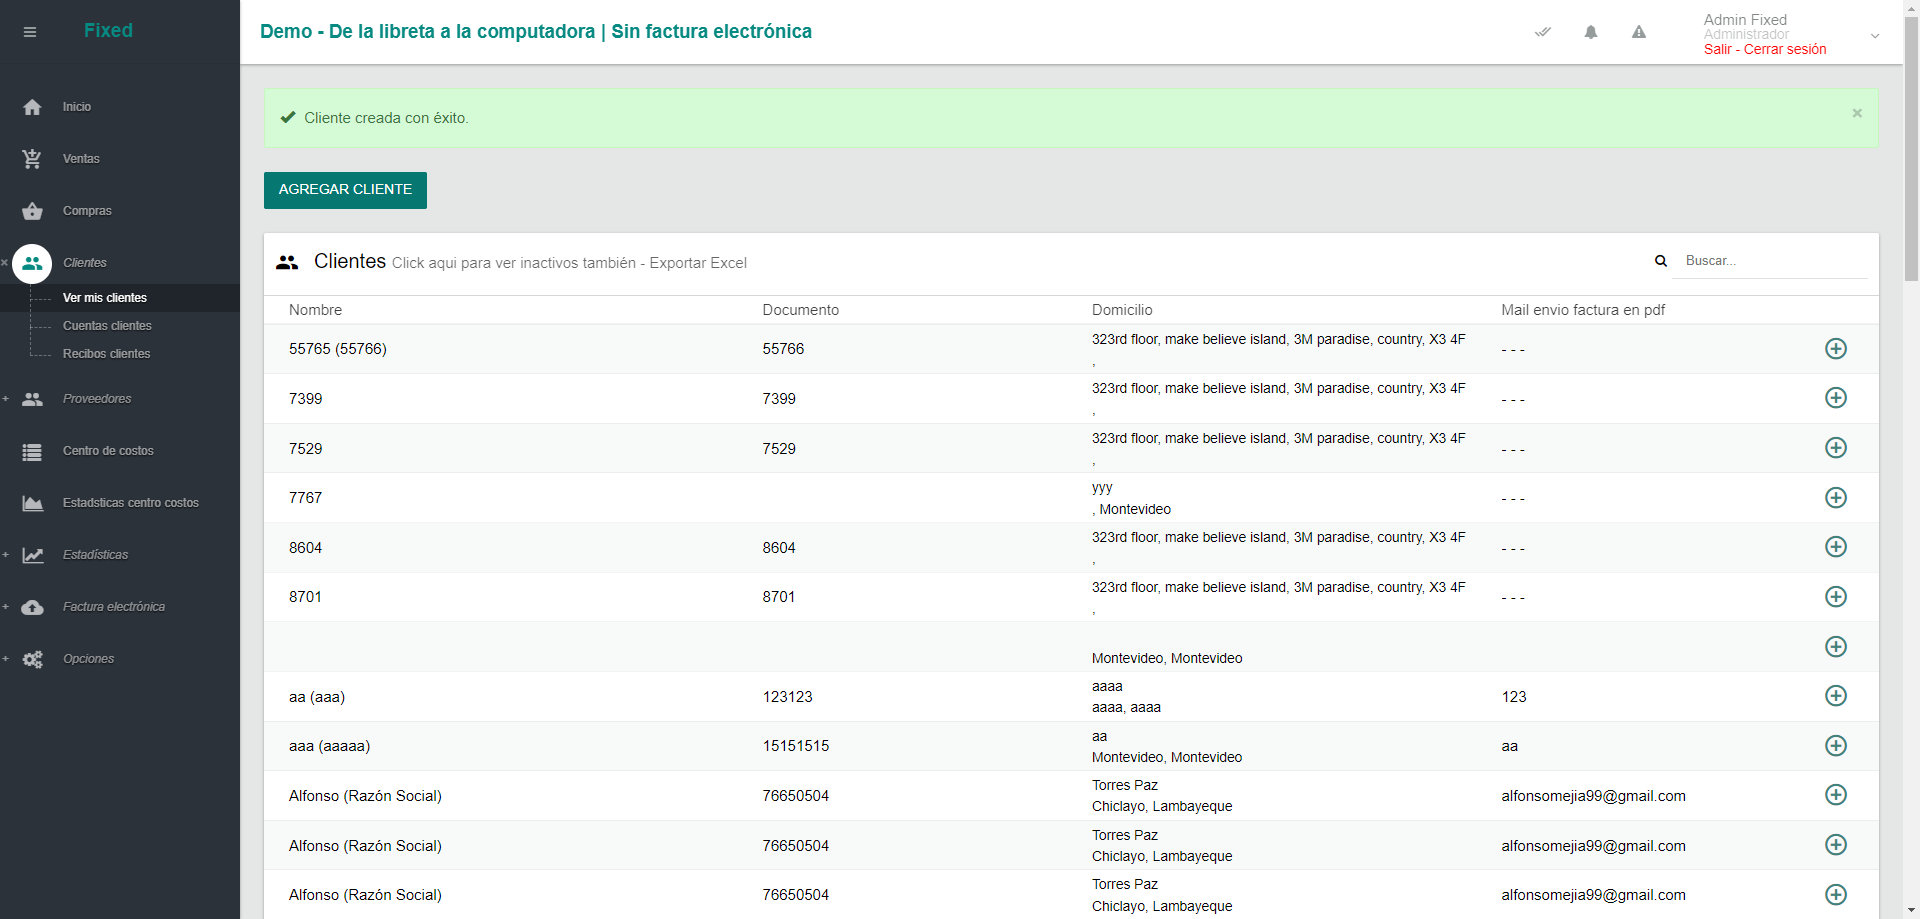 Fixed
Demo - De la libreta a la computadora | Sin factura electrónica
Admin Fixed
Administrador
Salir - Cerrar sesión
Inicio
Ventas
Compras
Clientes
Ver mis clientes
Cuentas clientes
Recibos clientes
Proveedores
Centro de costos
Estadsticas centro costos
Estadísticas
Factura electrónica
Opciones
Cliente creada con éxito.
AGREGAR CLIENTE
Clientes Click aqui para ver inactivos también - Exportar Excel
Buscar...
Nombre Documento Domicilio Mail envio factura en pdf
55765 (55766) 55766 323rd floor, make believe island, 3M paradise, country, X3 4F - - -
,
7399 7399 323rd floor, make believe island, 3M paradise, country, X3 4F - - -
,
7529 7529 323rd floor, make believe island, 3M paradise, country, X3 4F - - -
,
7767 yyy - - -
, Montevideo
8604 8604 323rd floor, make believe island, 3M paradise, country, X3 4F - - -
,
8701 8701 323rd floor, make believe island, 3M paradise, country, X3 4F - - -
,
Montevideo, Montevideo
aa (aaa) 123123 aaaa 123
aaaa, aaaa
aaa (aaaaa) 15151515 aa aa
Montevideo, Montevideo
Alfonso (Razón Social) 76650504 Torres Paz alfonsomejia99@gmail.com
Chiclayo, Lambayeque
Alfonso (Razón Social) 76650504 Torres Paz alfonsomejia99@gmail.com
Chiclayo, Lambayeque
Alfonso (Razón Social) 76650504 Torres Paz alfonsomejia99@gmail.com
Chiclayo, Lambayeque